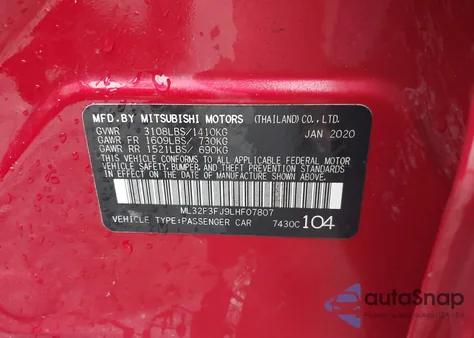 MFD.BY MITSUBISHI MOTORS (THAILAND) CO., LTD.
GVWR 3108LBS/1410KG JAN 2020
GAWR FR 1609LBS/ 730KG
GAWR RR 1521LBS/ 690KG
THIS VEHICLE CONFORMS TO ALL APPLICABLE
FEDERAL MOTOR VEHICLE SAFETY, BUMPER AND
THEFT PREVENTION STANDARDS IN EFFECT ON
THE DATE OF MANUFACTURE SHOWN ABOVE.
ML32F3FJ9LHF07807
VEHICLE TYPE:PASSENGER CAR 7430C 104
autoSnap